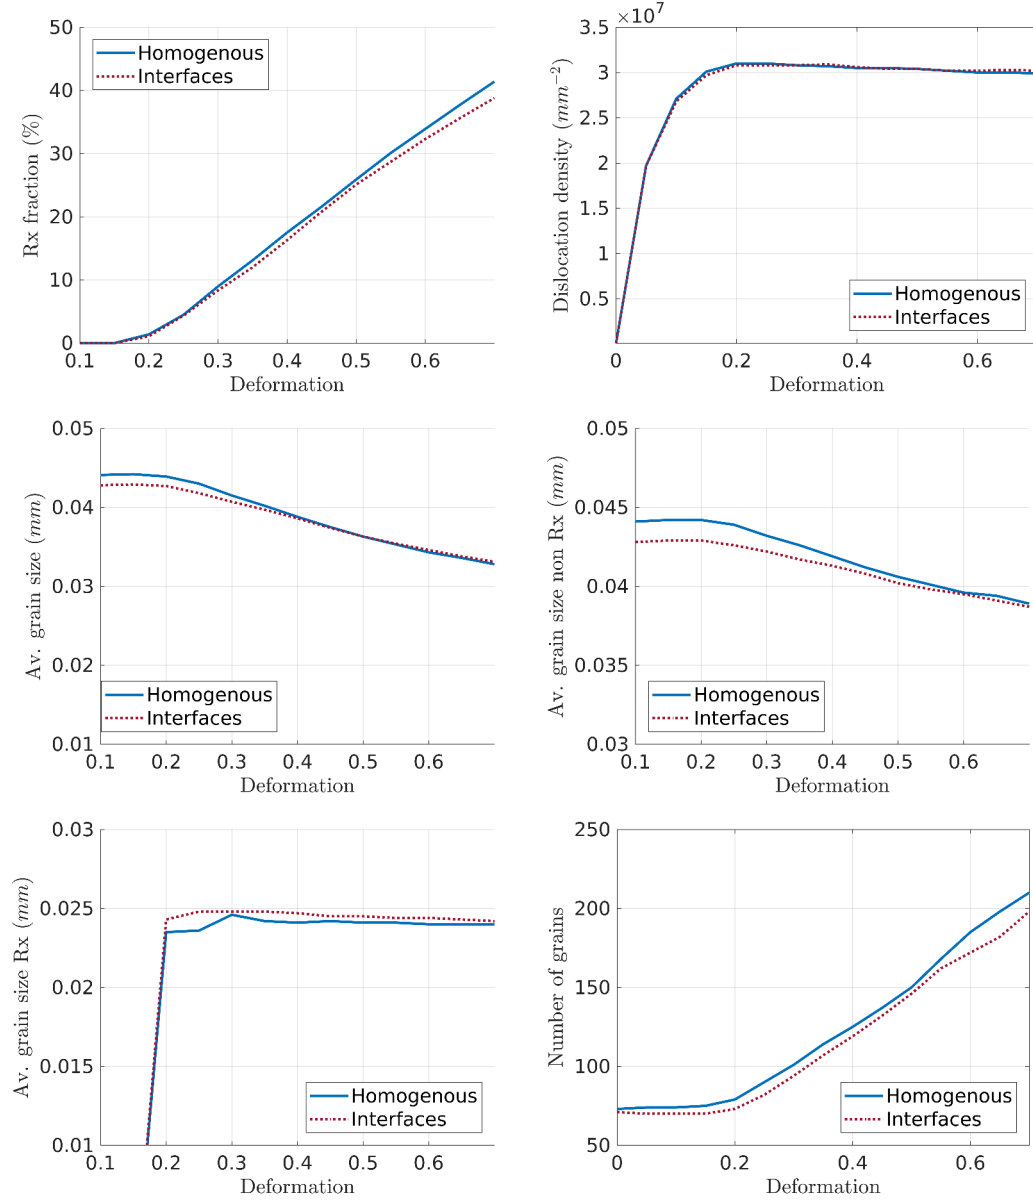 50
40
30
20
10
0
Rx fraction (%)
Homogenous
Interfaces
0.1 0.2 0.3 0.4 0.5 0.6
Deformation
×10⁷
3.5
3
2.5
2
1.5
1
0.5
Dislocation density (mm⁻²)
Homogenous
Interfaces
0 0.2 0.4 0.6
Deformation
0.05
0.04
0.03
0.02
0.01
Av. grain size (mm)
Homogenous
Interfaces
0.1 0.2 0.3 0.4 0.5 0.6
Deformation
0.05
0.045
0.04
0.035
0.03
Av. grain size non Rx (mm)
Homogenous
Interfaces
0.1 0.2 0.3 0.4 0.5 0.6
Deformation
0.03
0.025
0.02
0.015
0.01
Av. grain size Rx (mm)
Homogenous
Interfaces
0.1 0.2 0.3 0.4 0.5 0.6
Deformation
250
200
150
100
50
Number of grains
Homogenous
Interfaces
0 0.2 0.4 0.6
Deformation